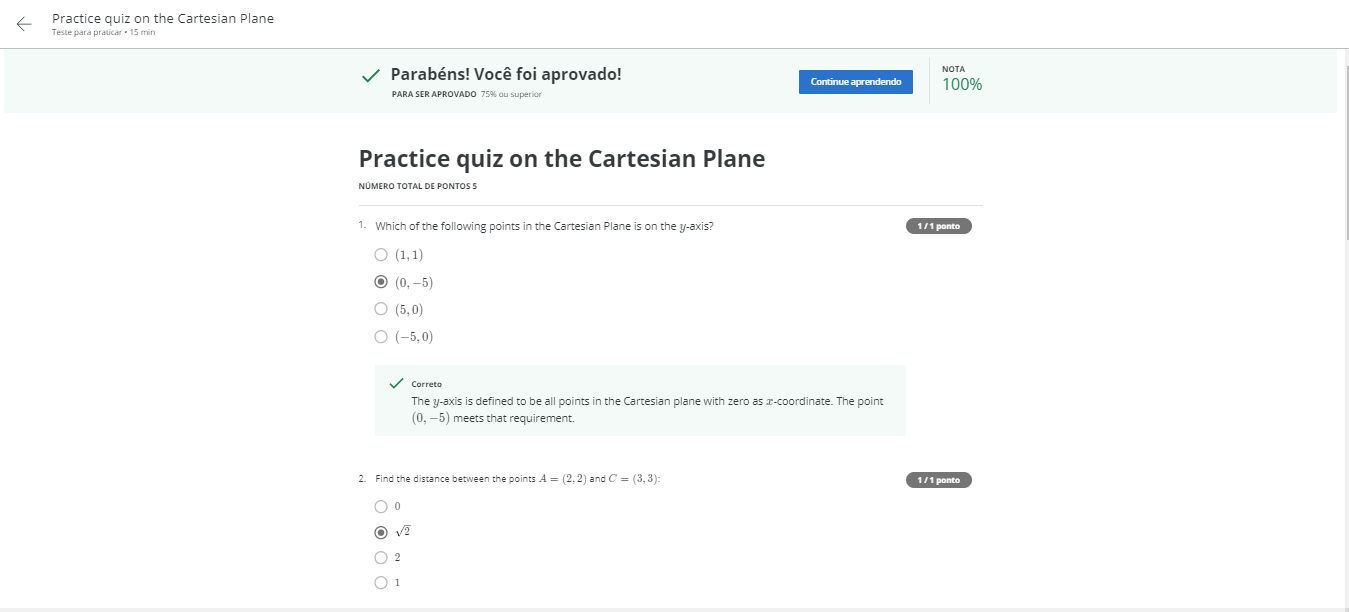 Practice quiz on the Cartesian Plane
Teste para praticar • 15 min
Parabéns! Você foi aprovado!
PARA SER APROVADO 75% ou superior
Continue aprendendo
NOTA
100%
Practice quiz on the Cartesian Plane
NÚMERO TOTAL DE PONTOS 5
1. Which of the following points in the Cartesian Plane is on the y-axis?
1 / 1 ponto
(1, 1)
(0, −5)
(5, 0)
(−5, 0)
Correto
The y-axis is defined to be all points in the Cartesian plane with zero as x-coordinate. The point
(0, −5) meets that requirement.
2. Find the distance between the points A = (2, 2) and C = (3, 3):
1 / 1 ponto
0
√2
2
1